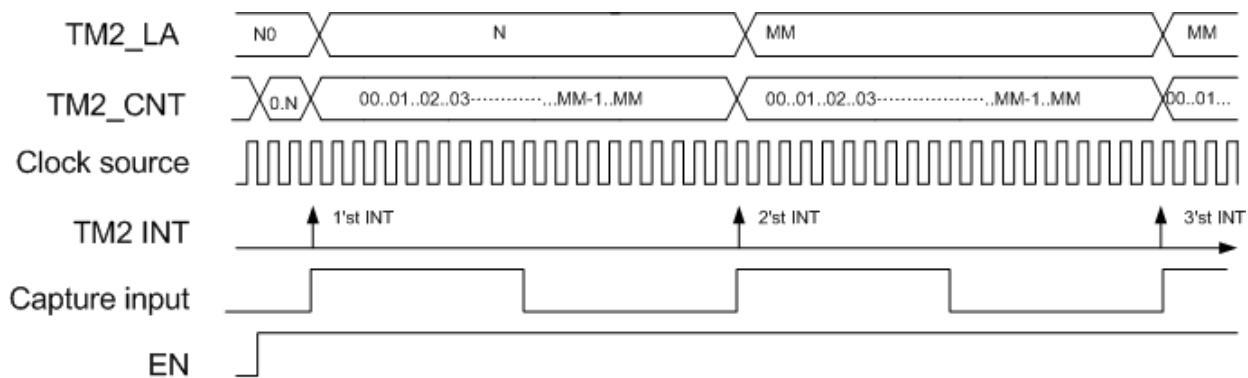 TM2_LA N0 N MM MM
TM2_CNT 0.N 00..01..02..03------------...MM-1..MM 00..01..02..03-----------------..MM-1..MM 00..01...
Clock source
TM2 INT 1'st INT 2'st INT 3'st INT
Capture input
EN